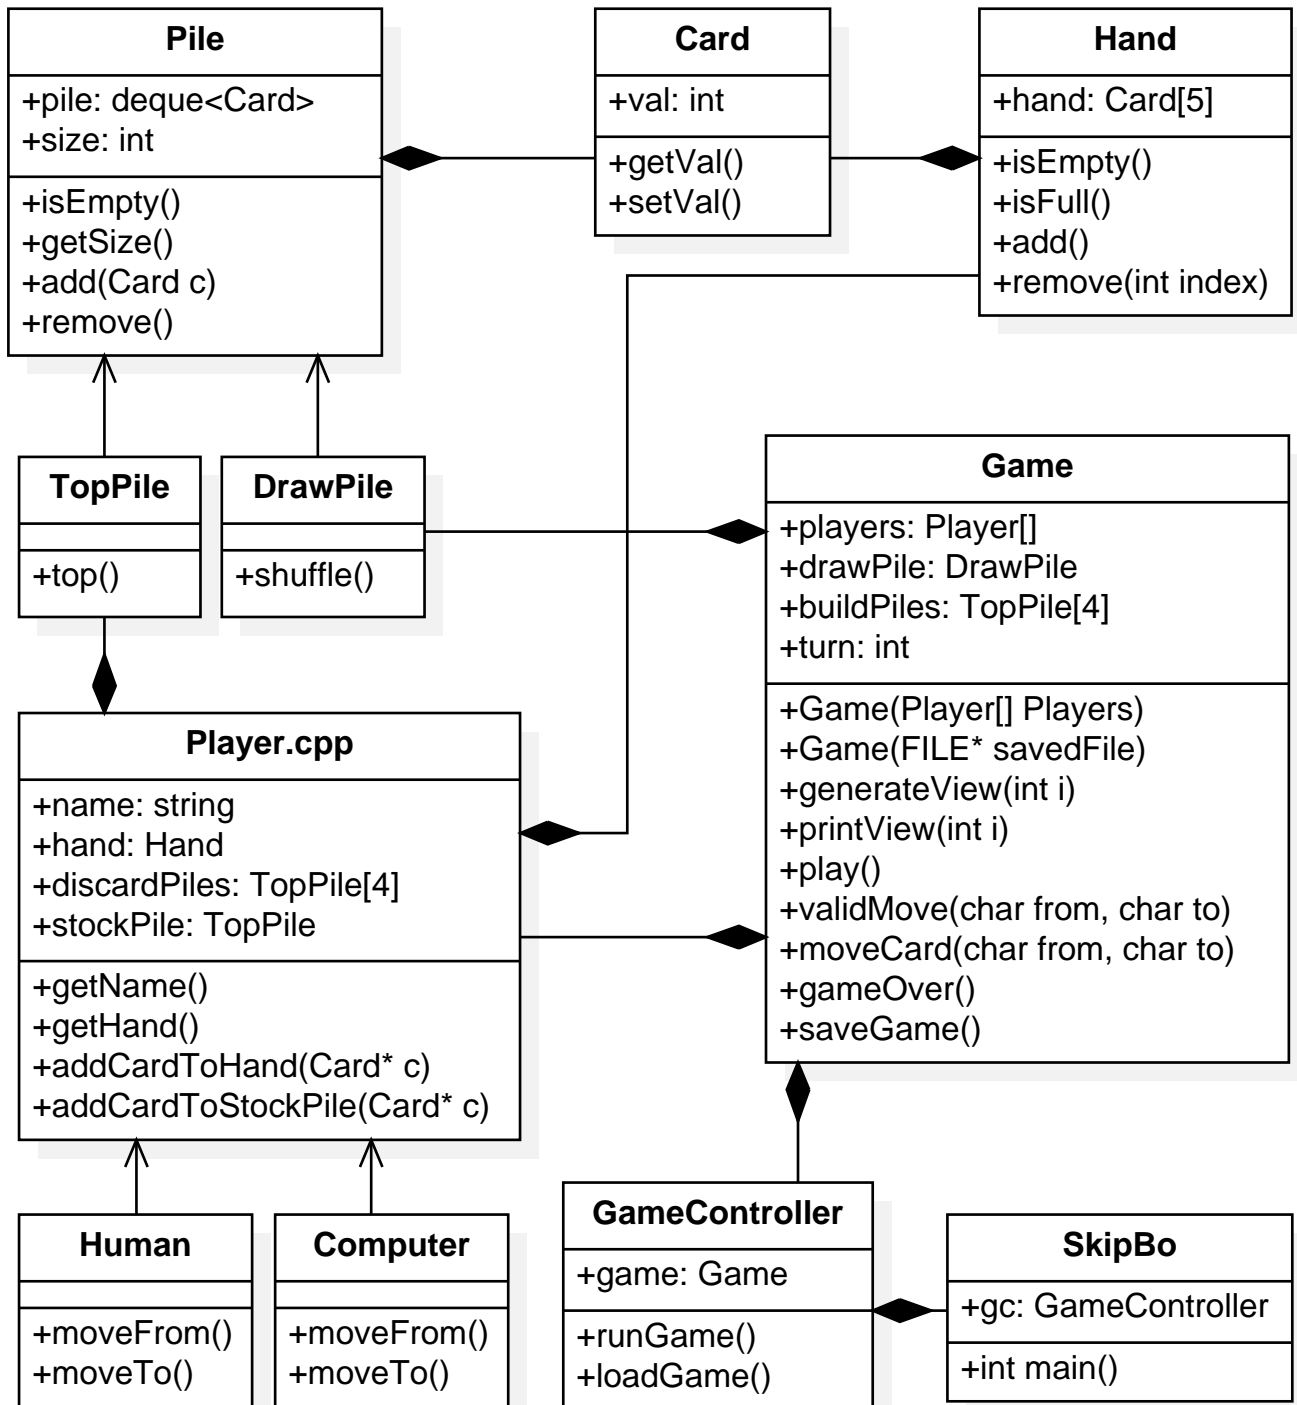 Pile
+pile: deque<Card>
+size: int
+isEmpty()
+getSize()
+add(Card c)
+remove()
Card
+val: int
+getVal()
+setVal()
Hand
+hand: Card[5]
+isEmpty()
+isFull()
+add()
+remove(int index)
TopPile
+top()
DrawPile
+shuffle()
Game
+players: Player[]
+drawPile: DrawPile
+buildPiles: TopPile[4]
+turn: int
+Game(Player[] Players)
+Game(FILE* savedFile)
+generateView(int i)
+printView(int i)
+play()
+validMove(char from, char to)
+moveCard(char from, char to)
+gameOver()
+saveGame()
Player.cpp
+name: string
+hand: Hand
+discardPiles: TopPile[4]
+stockPile: TopPile
+getName()
+getHand()
+addCardToHand(Card* c)
+addCardToStockPile(Card* c)
Human
+moveFrom()
+moveTo()
Computer
+moveFrom()
+moveTo()
GameController
+game: Game
+runGame()
+loadGame()
SkipBo
+gc: GameController
+int main()